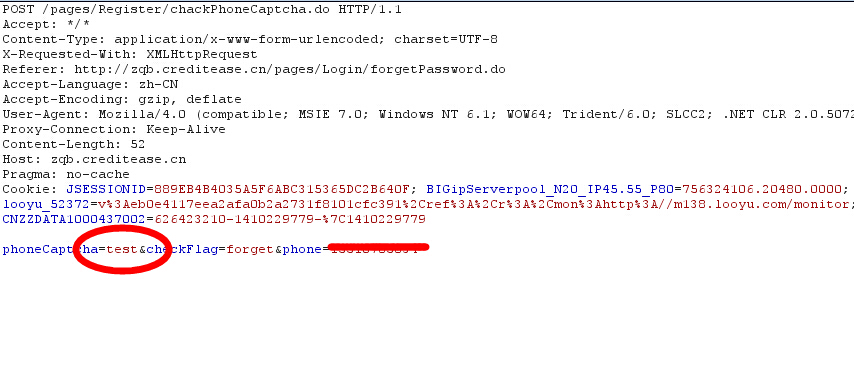 POST /pages/Register/chackPhoneCaptcha.do HTTP/1.1
Accept: */*
Content-Type: application/x-www-form-urlencoded; charset=UTF-8
X-Requested-With: XMLHttpRequest
Referer: http://zqb.creditease.cn/pages/Login/forgetPassword.do
Accept-Language: zh-CN
Accept-Encoding: gzip, deflate
User-Agent: Mozilla/4.0 (compatible; MSIE 7.0; Windows NT 6.1; WOW64; Trident/6.0; SLCC2; .NET CLR 2.0.5072
Proxy-Connection: Keep-Alive
Content-Length: 52
Host: zqb.creditease.cn
Pragma: no-cache
Cookie: JSESSIONID=889EB4B4035A5F6ABC315365DC2B640F; BIGipServerpool_N20_IP45.55_P80=756324106.20480.0000;
looyu_52372=v%3Aeb0e4117eea2afa0b2a2731f8101cfc391%2Cref%3A%2Cr%3A%2Cmon%3Ahttp%3A//m138.looyu.com/monitor;
CNZZDATA1000437002=626423210-1410229779-%7C1410229779
phoneCaptcha=test&checkFlag=forget&phone=